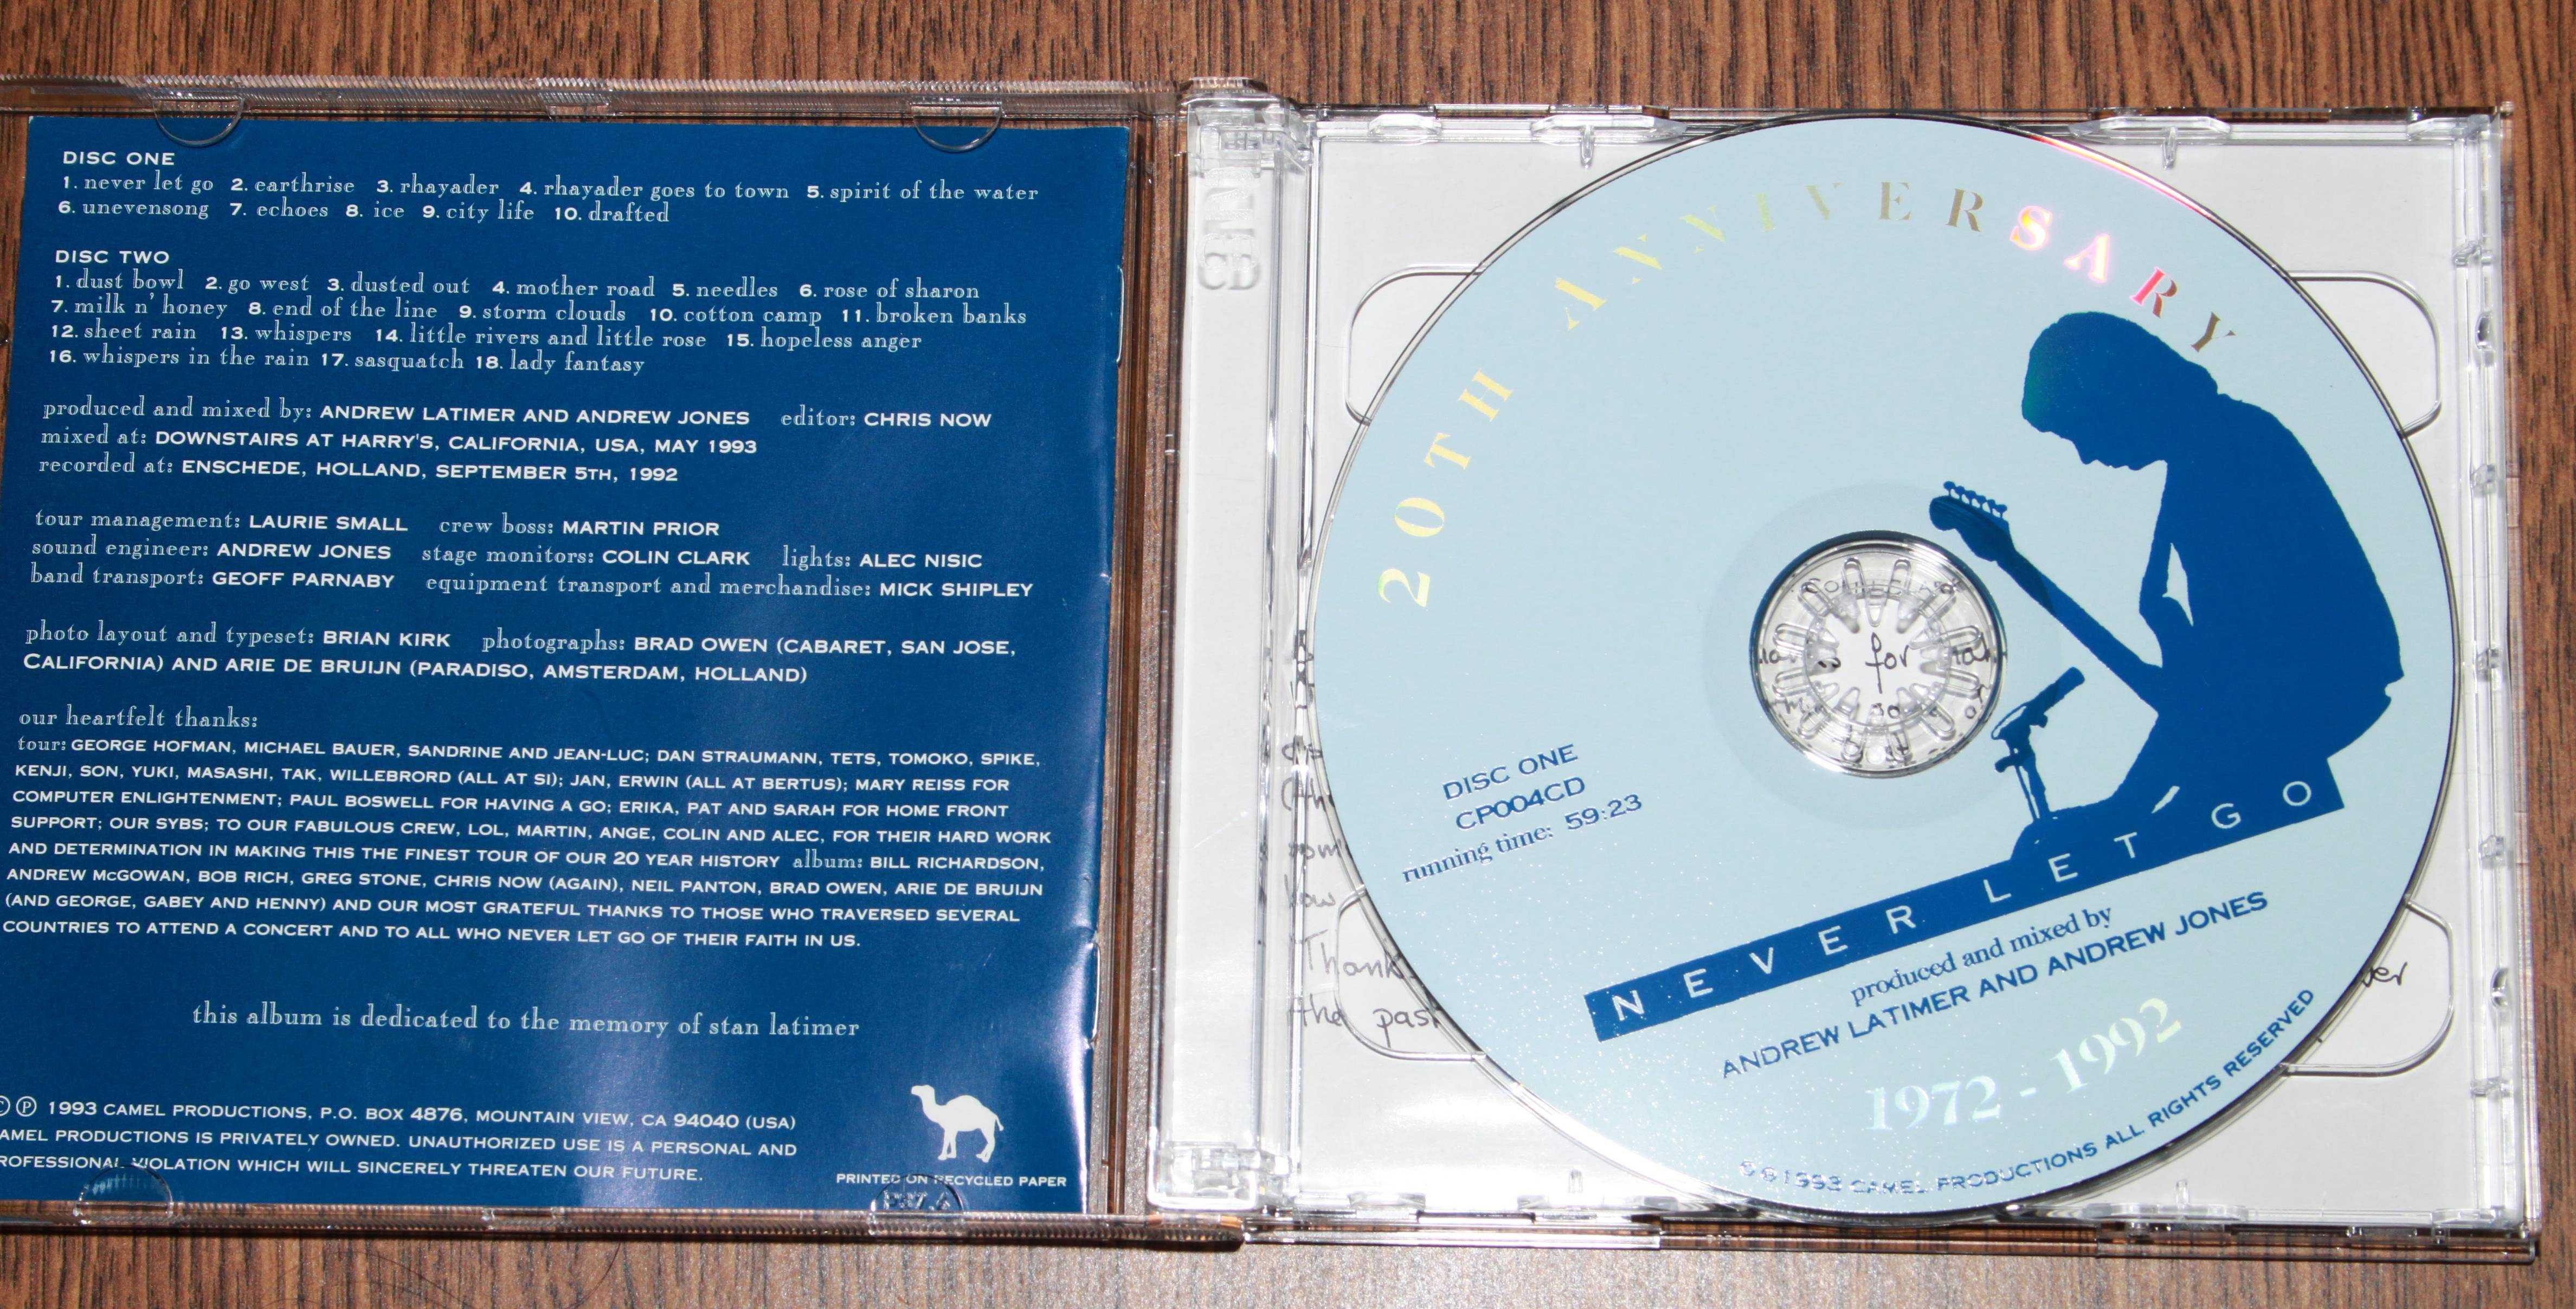 DISC ONE
1. never let go 2. earthrise 3. rhayader 4. rhayader goes to town 5. spirit of the water
6. unevensong 7. echoes 8. ice 9. city life 10. drafted
DISC TWO
1. dust bowl 2. go west 3. dusted out 4. mother road 5. needles 6. rose of sharon
7. milk n' honey 8. end of the line 9. storm clouds 10. cotton camp 11. broken banks
12. sheet rain 13. whispers 14. little rivers and little rose 15. hopeless anger
16. whispers in the rain 17. sasquatch 18. lady fantasy
produced and mixed by: ANDREW LATIMER AND ANDREW JONES editor: CHRIS NOW
mixed at: DOWNSTAIRS AT HARRY'S, CALIFORNIA, USA, MAY 1993
recorded at: ENSCHEDE, HOLLAND, SEPTEMBER 5TH, 1992
tour management: LAURIE SMALL crew boss: MARTIN PRIOR
sound engineer: ANDREW JONES stage monitors: COLIN CLARK lights: ALEC NISIC
band transport: GEOFF PARNABY equipment transport and merchandise: MICK SHIPLEY
photo layout and typeset: BRIAN KIRK photographs: BRAD OWEN (CABARET, SAN JOSE,
CALIFORNIA) AND ARIE DE BRUIJN (PARADISO, AMSTERDAM, HOLLAND)
our heartfelt thanks:
tour: GEORGE HOFMAN, MICHAEL BAUER, SANDRINE AND JEAN-LUC; DAN STRAUMANN, TETS, TOMOKO, SPIKE,
KENJI, SON, YUKI, MASASHI, TAK, WILLEBRORD (ALL AT SI); JAN, ERWIN (ALL AT BERTUS); MARY REISS FOR
COMPUTER ENLIGHTENMENT; PAUL BOSWELL FOR HAVING A GO; ERIKA, PAT AND SARAH FOR HOME FRONT
SUPPORT; OUR SYBS; TO OUR FABULOUS CREW, LOL, MARTIN, ANGE, COLIN AND ALEC, FOR THEIR HARD WORK
AND DETERMINATION IN MAKING THIS THE FINEST TOUR OF OUR 20 YEAR HISTORY album: BILL RICHARDSON,
ANDREW McGOWAN, BOB RICH, GREG STONE, CHRIS NOW (AGAIN), NEIL PANTON, BRAD OWEN, ARIE DE BRUIJN
(AND GEORGE, GABEY AND HENNY) AND OUR MOST GRATEFUL THANKS TO THOSE WHO TRAVERSED SEVERAL
COUNTRIES TO ATTEND A CONCERT AND TO ALL WHO NEVER LET GO OF THEIR FAITH IN US.
this album is dedicated to the memory of stan latimer
© ℗ 1993 CAMEL PRODUCTIONS, P.O. BOX 4876, MOUNTAIN VIEW, CA 94040 (USA)
AMEL PRODUCTIONS IS PRIVATELY OWNED. UNAUTHORIZED USE IS A PERSONAL AND
ROFESSIONAL VIOLATION WHICH WILL SINCERELY THREATEN OUR FUTURE.
PRINTED ON RECYCLED PAPER
CD
20TH ANNIVERSARY
for
DISC ONE
CP004CD
running time: 59:23
NEVER LET GO
produced and mixed by
ANDREW LATIMER AND ANDREW JONES
1972 - 1992
℗ © 1993 CAMEL PRODUCTIONS ALL RIGHTS RESERVED
Thank
the past